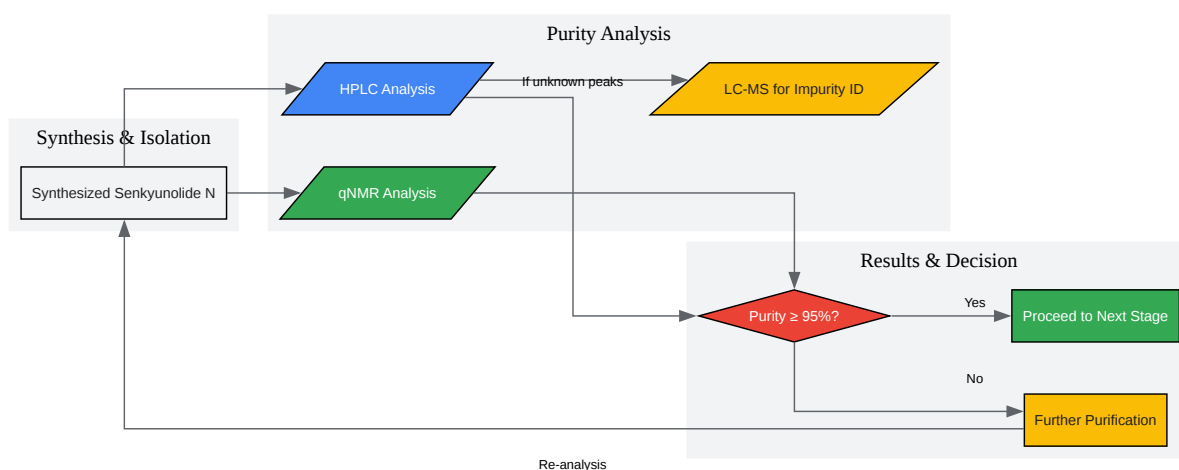 Purity Analysis
HPLC Analysis
If unknown peaks
LC-MS for Impurity ID
Synthesis & Isolation
Synthesized Senkyunolide N
qNMR Analysis
Results & Decision
Purity ≥ 95%?
Yes
Proceed to Next Stage
No
Further Purification
Re-analysis